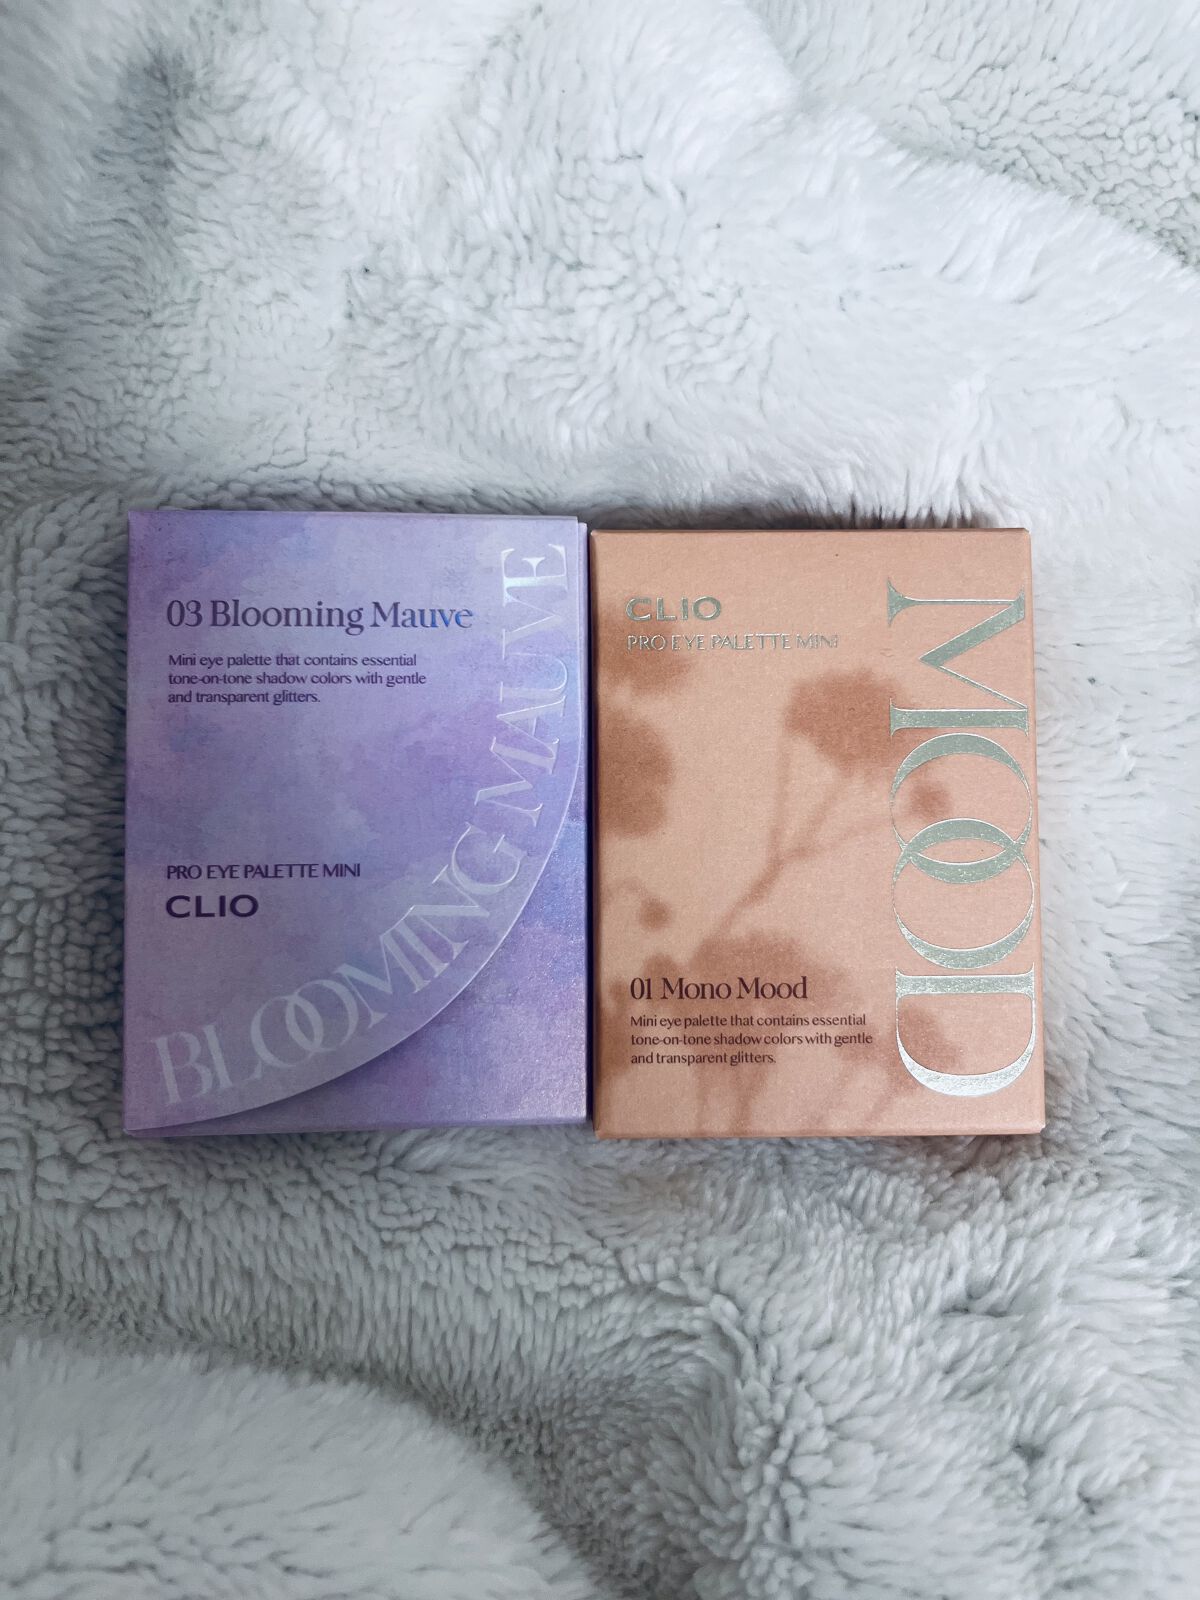 03 Blooming Mauve
Mini eye palette that contains essential
tone-on-tone shadow colors with gentle
and transparent glitters.
PRO EYE PALETTE MINI
CLIO
BLOOMING MAUVE
CLIO
PRO EYE PALETTE MINI
MOOD
01 Mono Mood
Mini eye palette that contains essential
tone-on-tone shadow colors with gentle
and transparent glitters.